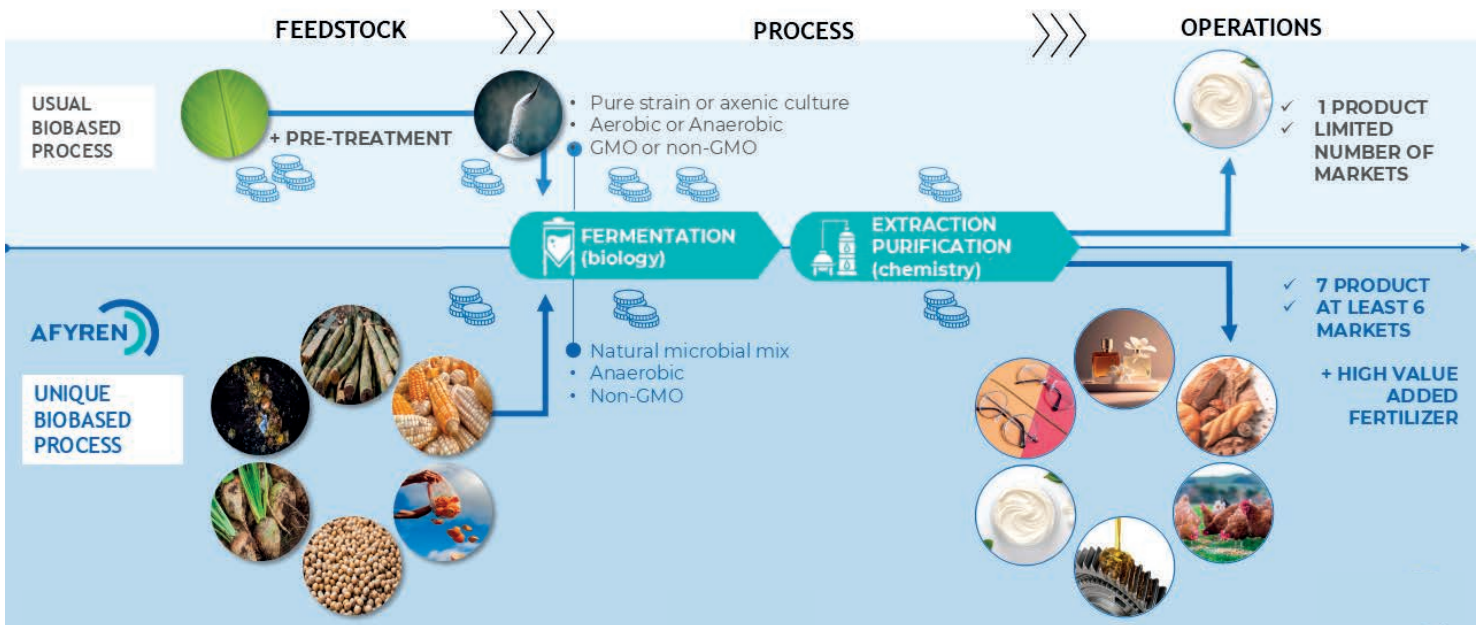 FEEDSTOCK
PROCESS
OPERATIONS
USUAL
BIOBASED
PROCESS
+ PRE-TREATMENT
• Pure strain or axenic culture
• Aerobic or Anaerobic
• GMO or non-GMO
✓ 1 PRODUCT
✓ LIMITED
NUMBER OF
MARKETS
FERMENTATION
(biology)
EXTRACTION
PURIFICATION
(chemistry)
AFYREN
UNIQUE
BIOBASED
PROCESS
• Natural microbial mix
• Anaerobic
• Non-GMO
✓ 7 PRODUCT
✓ AT LEAST 6
MARKETS
+ HIGH VALUE
ADDED
FERTILIZER